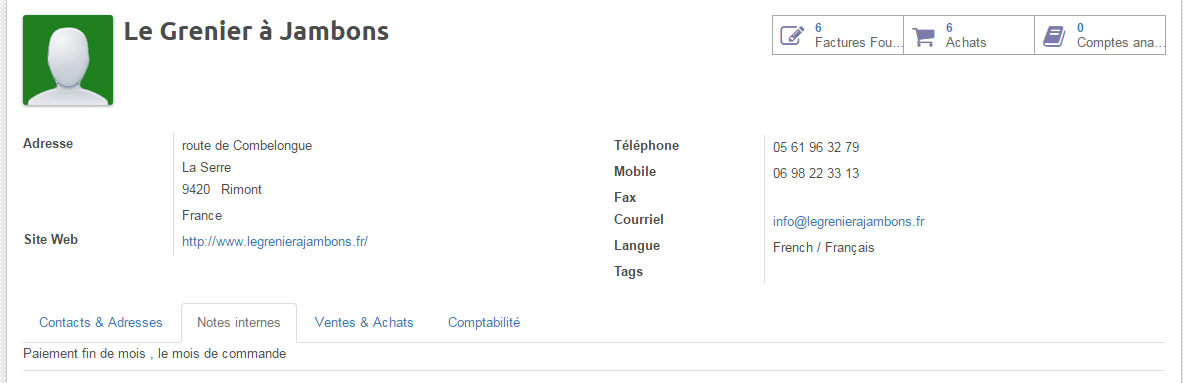 Le Grenier à Jambons
6
Factures Fou...
6
Achats
0
Comptes ana...
Adresse
route de Combelongue
La Serre
9420 Rimont
France
Site Web
http://www.legrenierajambons.fr/
Téléphone
05 61 96 32 79
Mobile
06 98 22 33 13
Fax
Courriel
info@legrenierajambons.fr
Langue
French / Français
Tags
Contacts & Adresses
Notes internes
Ventes & Achats
Comptabilité
Paiement fin de mois , le mois de commande